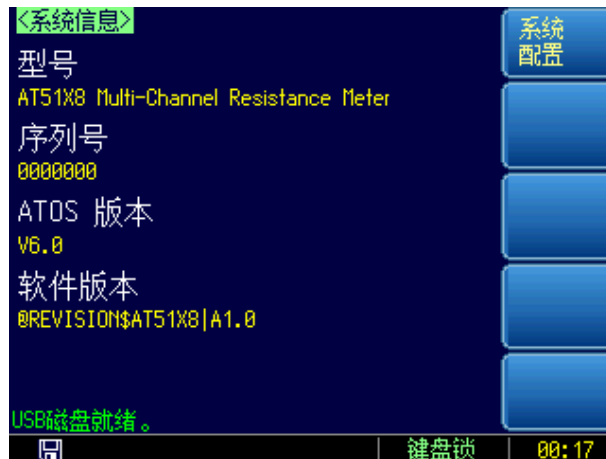 <系统信息>
系统
配置
型号
AT51X8 Multi-Channel Resistance Meter
序列号
0000000
ATOS 版本
V6.0
软件版本
@REVISION$AT51X8|A1.0
USB磁盘就绪。
键盘锁
00:17